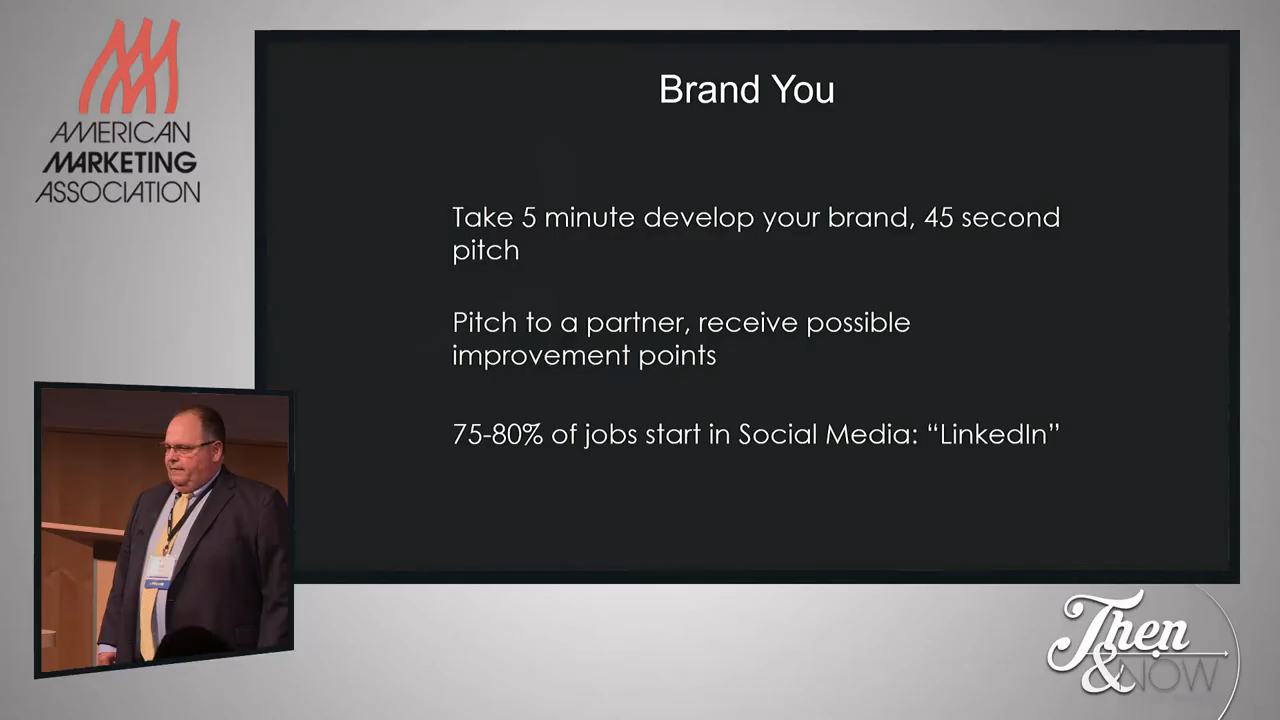 AMERICAN
MARKETING
ASSOCIATION
Brand You
Take 5 minute develop your brand, 45 second
pitch
Pitch to a partner, receive possible
improvement points
75-80% of jobs start in Social Media: “LinkedIn”
Then
& NOW